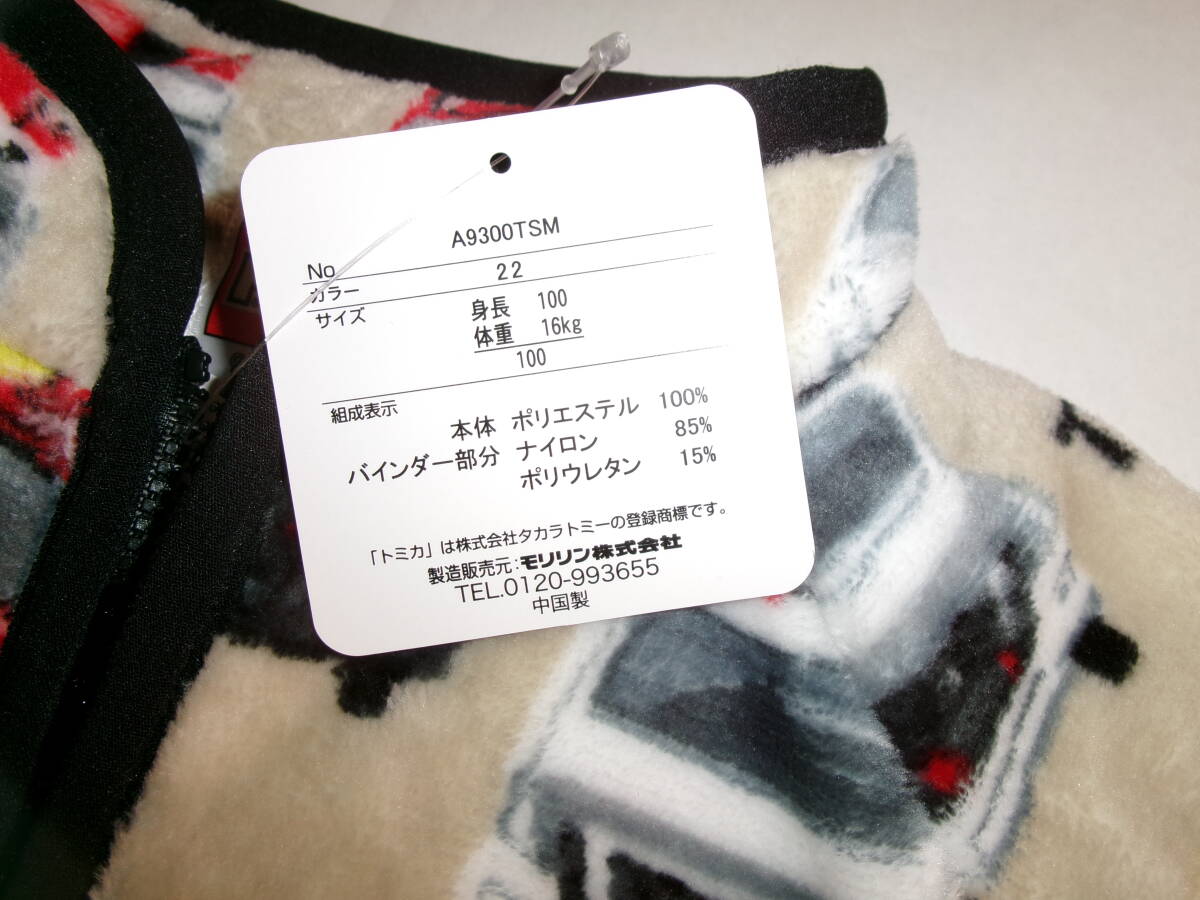 No A9300TSM
カラー 22
サイズ 身長 100
体重 16kg
100
組成表示
本体 ポリエステル 100%
バインダー部分 ナイロン 85%
ポリウレタン 15%
「トミカ」は株式会社タカラトミーの登録商標です。
製造販売元:モリリン株式会社
TEL.0120-993655
中国製